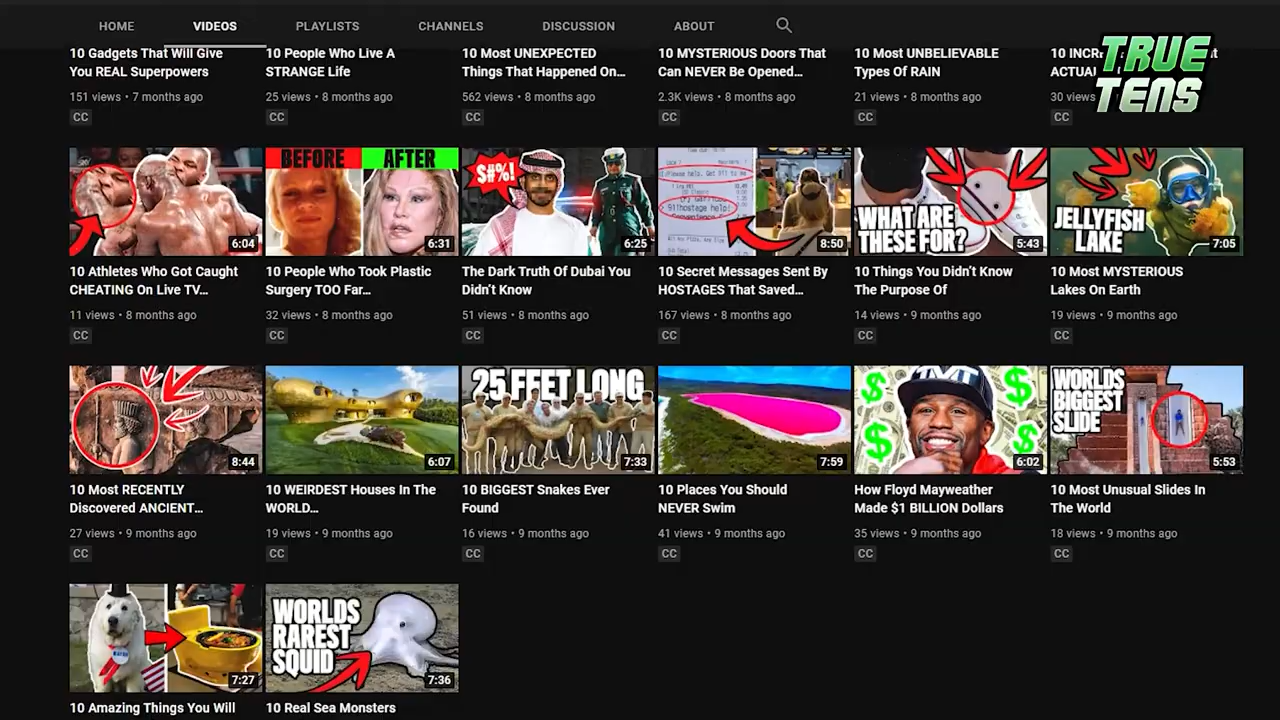 HOME VIDEOS PLAYLISTS CHANNELS DISCUSSION ABOUT
TRUE
TENS
10 Gadgets That Will Give
You REAL Superpowers
151 views • 7 months ago
CC
10 People Who Live A
STRANGE Life
25 views • 8 months ago
CC
10 Most UNEXPECTED
Things That Happened On...
562 views • 8 months ago
CC
10 MYSTERIOUS Doors That
Can NEVER Be Opened...
2.3K views • 8 months ago
CC
10 Most UNBELIEVABLE
Types Of RAIN
21 views • 8 months ago
CC
10
30 views
CC
6:04
10 Athletes Who Got Caught
CHEATING On Live TV...
11 views • 8 months ago
CC
BEFORE AFTER
6:31
10 People Who Took Plastic
Surgery TOO Far...
32 views • 8 months ago
CC
$#%!
6:25
The Dark Truth Of Dubai You
Didn't Know
51 views • 8 months ago
CC
Please help. Get 911 to me
911hostage help!
8:50
10 Secret Messages Sent By
HOSTAGES That Saved...
167 views • 8 months ago
CC
WHAT ARE
THESE FOR?
5:43
10 Things You Didn't Know
The Purpose Of
14 views • 9 months ago
CC
JELLYFISH
LAKE
7:05
10 Most MYSTERIOUS
Lakes On Earth
19 views • 9 months ago
CC
8:44
10 Most RECENTLY
Discovered ANCIENT...
27 views • 9 months ago
CC
6:07
10 WEIRDEST Houses In The
WORLD...
19 views • 9 months ago
CC
25 FEET LONG
7:33
10 BIGGEST Snakes Ever
Found
16 views • 9 months ago
CC
7:59
10 Places You Should
NEVER Swim
41 views • 9 months ago
CC
TMT
$ $
$ $
6:02
How Floyd Mayweather
Made $1 BILLION Dollars
35 views • 9 months ago
CC
WORLDS
BIGGEST
SLIDE
5:53
10 Most Unusual Slides In
The World
18 views • 9 months ago
CC
7:27
10 Amazing Things You Will
WORLDS
RAREST
SQUID
7:36
10 Real Sea Monsters